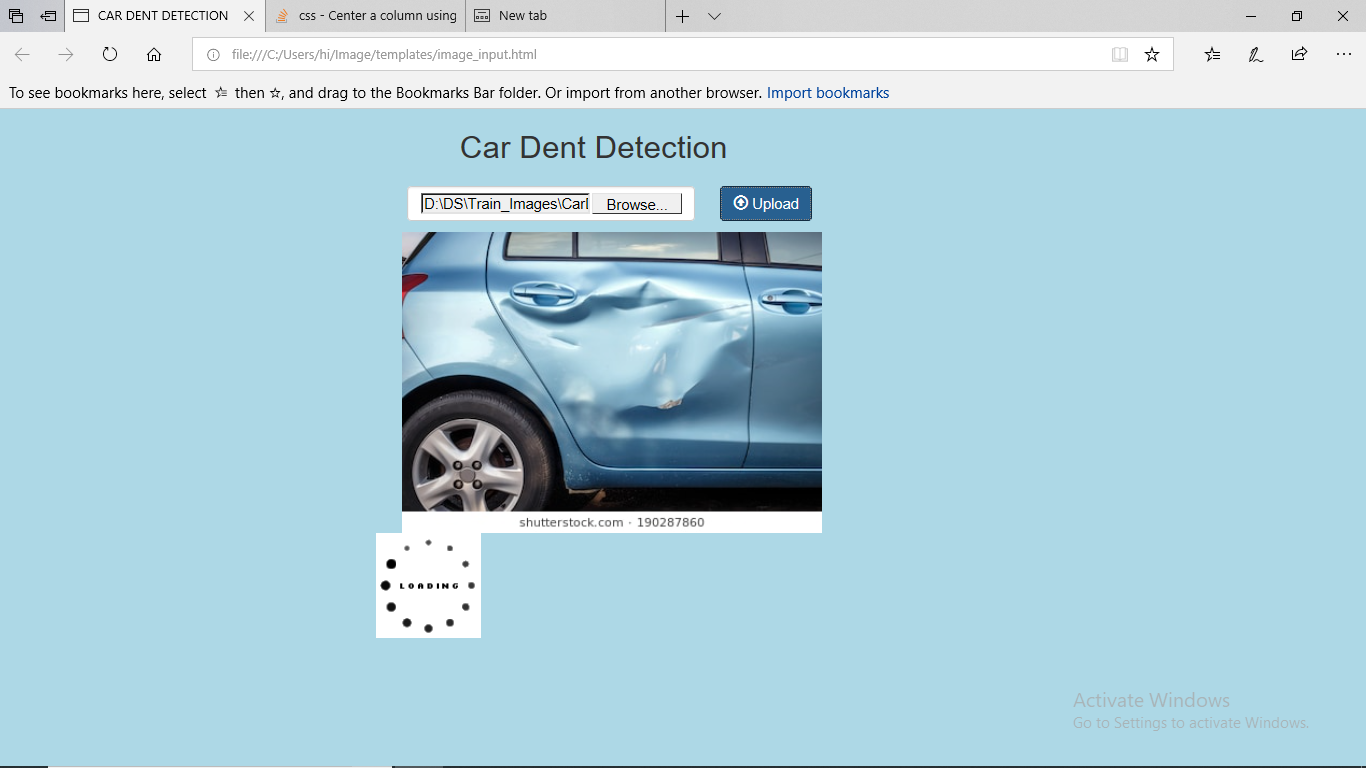 CAR DENT DETECTION
css - Center a column using
New tab
file:///C:/Users/hi/Image/templates/image_input.html
To see bookmarks here, select then , and drag to the Bookmarks Bar folder. Or import from another browser. Import bookmarks
Car Dent Detection
D:\DS\Train_Images\Car
Browse...
Upload
shutterstock.com · 190287860
LOADING
Activate Windows
Go to Settings to activate Windows.